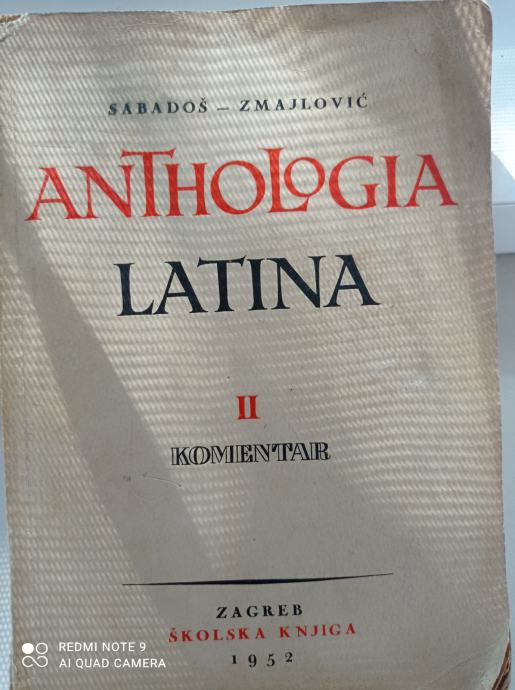 SABADOŠ – ZMAJLOVIĆ
ANTHOLOGIA
LATINA
II
KOMENTAR
ZAGREB
ŠKOLSKA KNJIGA
1952
REDMI NOTE 9
AI QUAD CAMERA